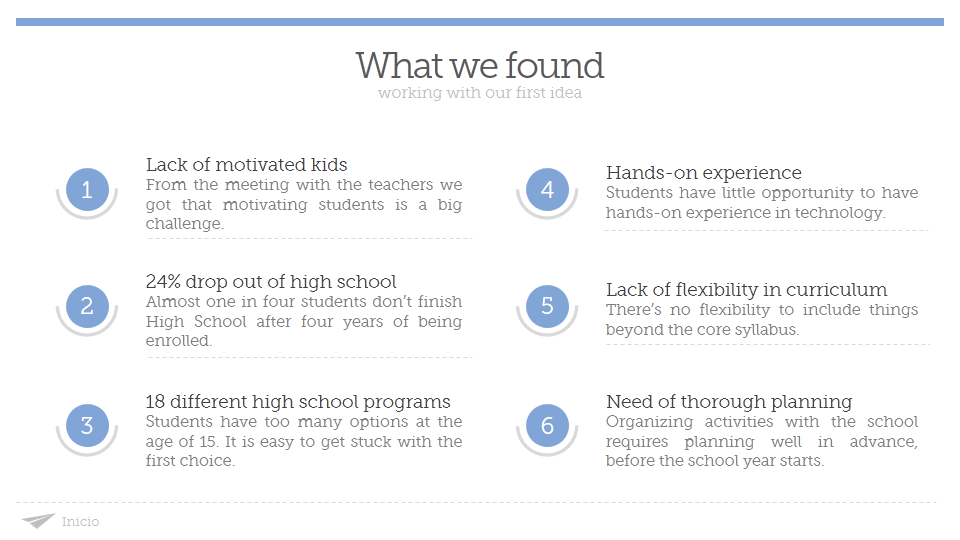 What we found
working with our first idea
1
Lack of motivated kids
From the meeting with the teachers we
got that motivating students is a big
challenge.
2
24% drop out of high school
Almost one in four students don't finish
High School after four years of being
enrolled.
3
18 different high school programs
Students have too many options at the
age of 15. It is easy to get stuck with the
first choice.
4
Hands-on experience
Students have little opportunity to have
hands-on experience in technology.
5
Lack of flexibility in curriculum
There's no flexibility to include things
beyond the core syllabus.
6
Need of thorough planning
Organizing activities with the school
requires planning well in advance,
before the school year starts.
Inicio